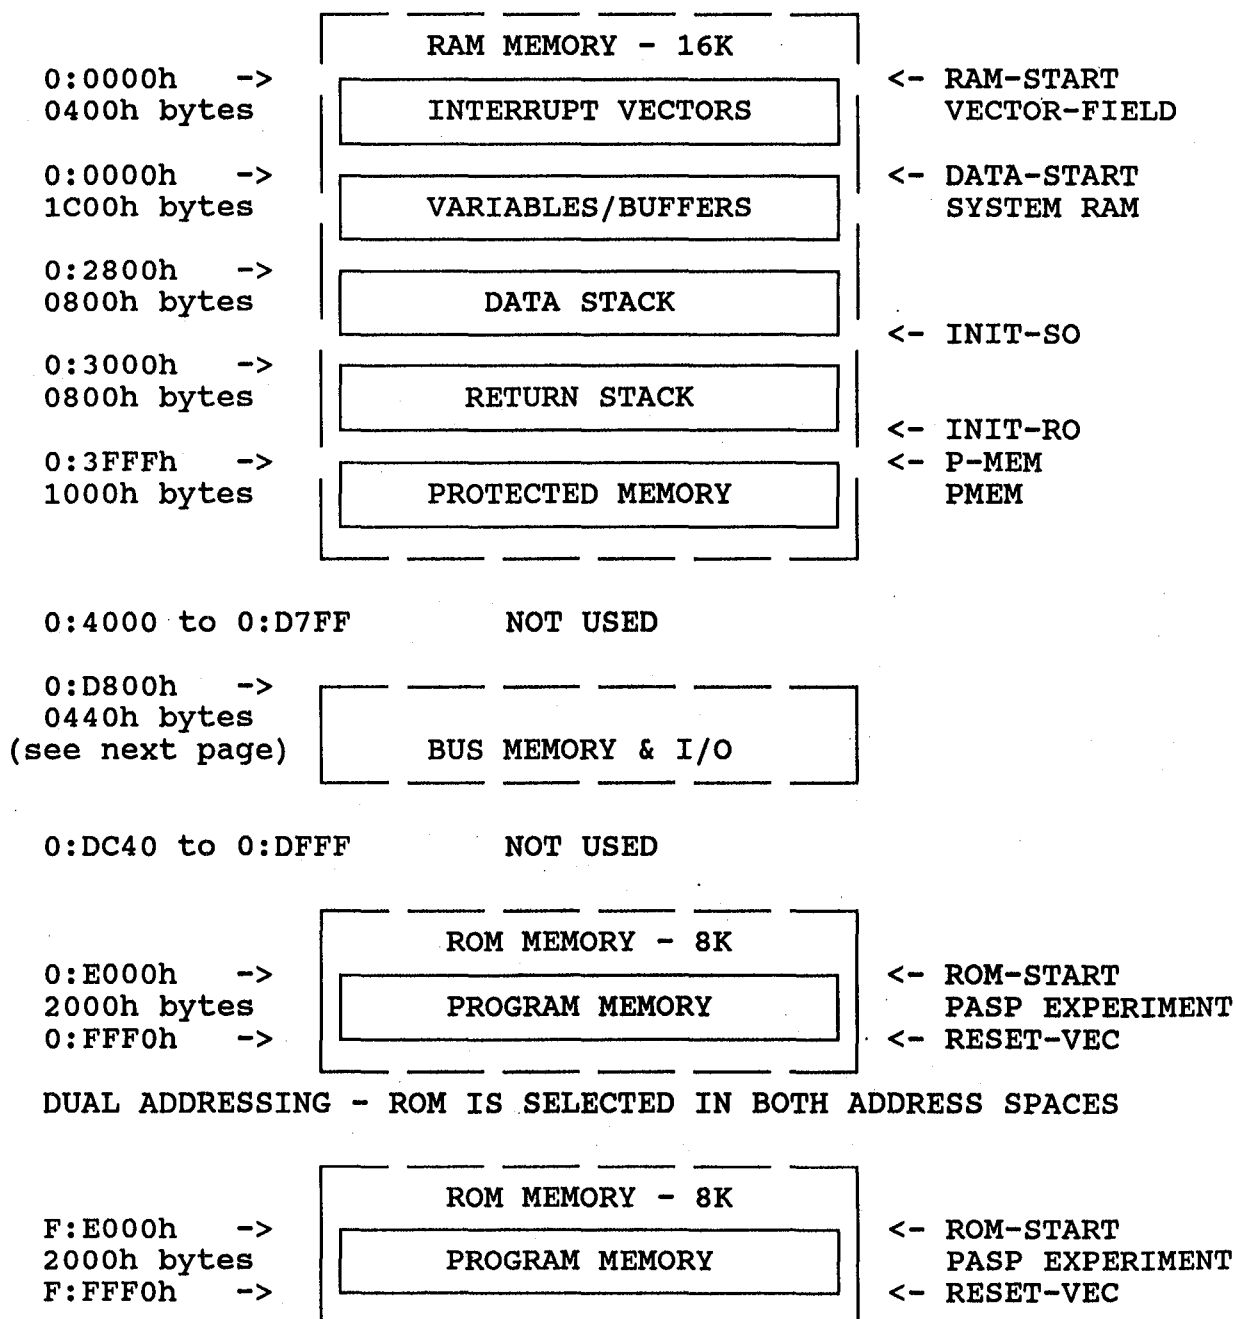 RAM MEMORY - 16K
0:0000h -> <- RAM-START
0400h bytes INTERRUPT VECTORS VECTOR-FIELD
0:0000h -> <- DATA-START
1C00h bytes VARIABLES/BUFFERS SYSTEM RAM
0:2800h ->
0800h bytes DATA STACK
<- INIT-SO
0:3000h ->
0800h bytes RETURN STACK
<- INIT-RO
0:3FFFh -> <- P-MEM
1000h bytes PROTECTED MEMORY PMEM
0:4000 to 0:D7FF NOT USED
0:D800h ->
0440h bytes
(see next page) BUS MEMORY & I/O
0:DC40 to 0:DFFF NOT USED
ROM MEMORY - 8K
0:E000h -> <- ROM-START
2000h bytes PROGRAM MEMORY PASP EXPERIMENT
0:FFF0h -> <- RESET-VEC
DUAL ADDRESSING - ROM IS SELECTED IN BOTH ADDRESS SPACES
ROM MEMORY - 8K
F:E000h -> <- ROM-START
2000h bytes PROGRAM MEMORY PASP EXPERIMENT
F:FFF0h -> <- RESET-VEC